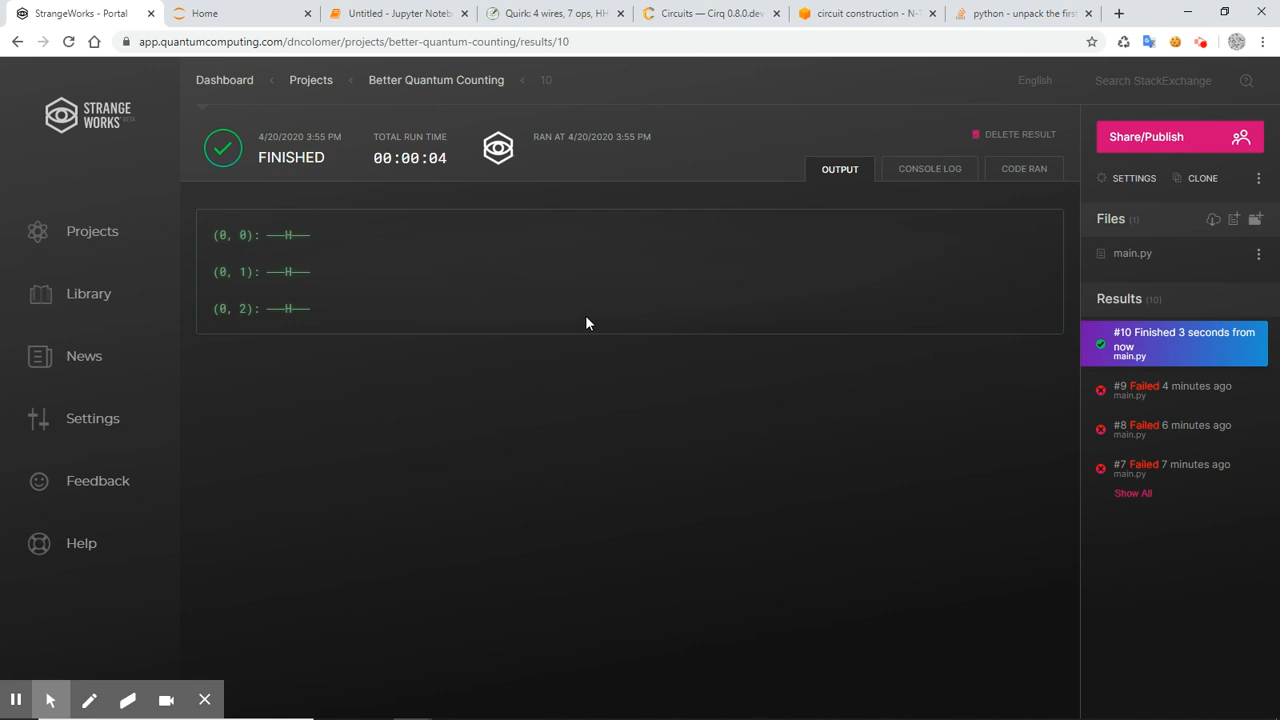 StrangeWorks - Portal
Home
Untitled - Jupyter Noteb
Quirk: 4 wires, 7 ops, HH
Circuits — Cirq 0.8.0.dev
circuit construction - N-T
python - unpack the first
app.quantumcomputing.com/dncolomer/projects/better-quantum-counting/results/10
STRANGE
WORKS BETA
Dashboard
Projects
Better Quantum Counting
10
English
Search StackExchange
4/20/2020 3:55 PM
FINISHED
TOTAL RUN TIME
00:00:04
RAN AT 4/20/2020 3:55 PM
DELETE RESULT
OUTPUT
CONSOLE LOG
CODE RAN
Share/Publish
SETTINGS
CLONE
Projects
Library
News
Settings
Feedback
Help
(0, 0): ───H───
(0, 1): ───H───
(0, 2): ───H───
Files (1)
main.py
Results (10)
#10 Finished 3 seconds from
now
main.py
#9 Failed 4 minutes ago
main.py
#8 Failed 6 minutes ago
main.py
#7 Failed 7 minutes ago
main.py
Show All